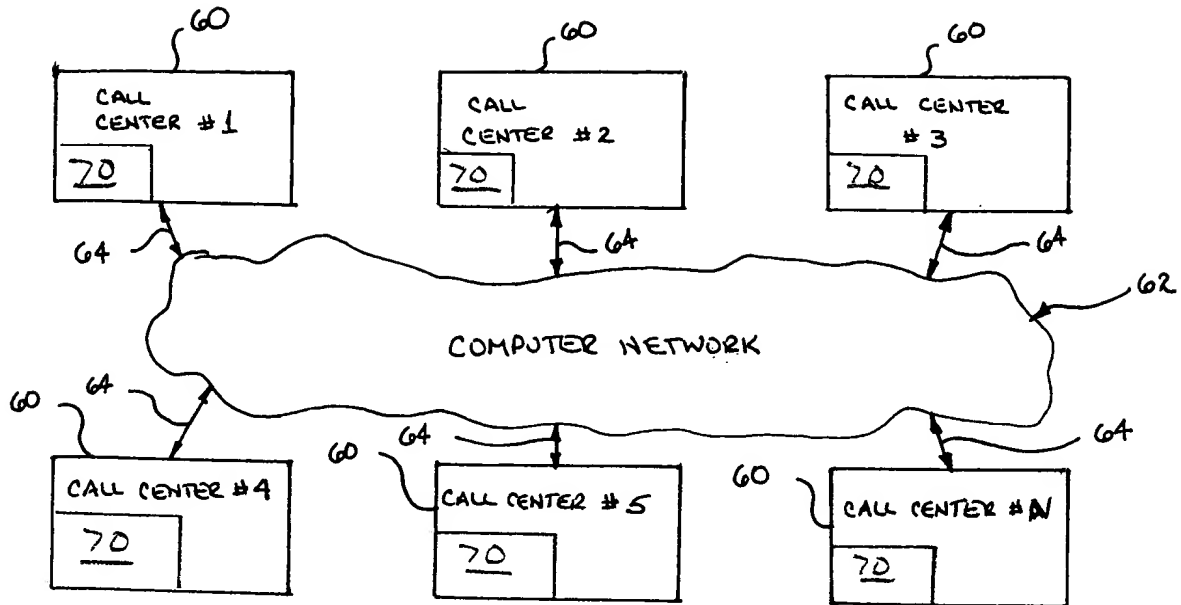 60
60
60
CALL
CENTER #1
70
CALL
CENTER #2
70
CALL CENTER
#3
70
64
64
64
62
COMPUTER NETWORK
64
64
64
60
60
60
CALL CENTER #4
70
CALL CENTER #5
70
CALL CENTER #N
70